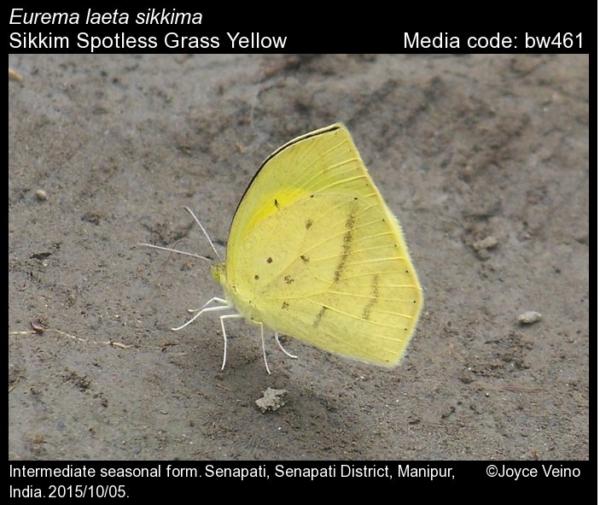 Eurema laeta sikkima
Sikkim Spotless Grass Yellow Media code: bw461
Intermediate seasonal form. Senapati, Senapati District, Manipur, ©Joyce Veino
India. 2015/10/05.